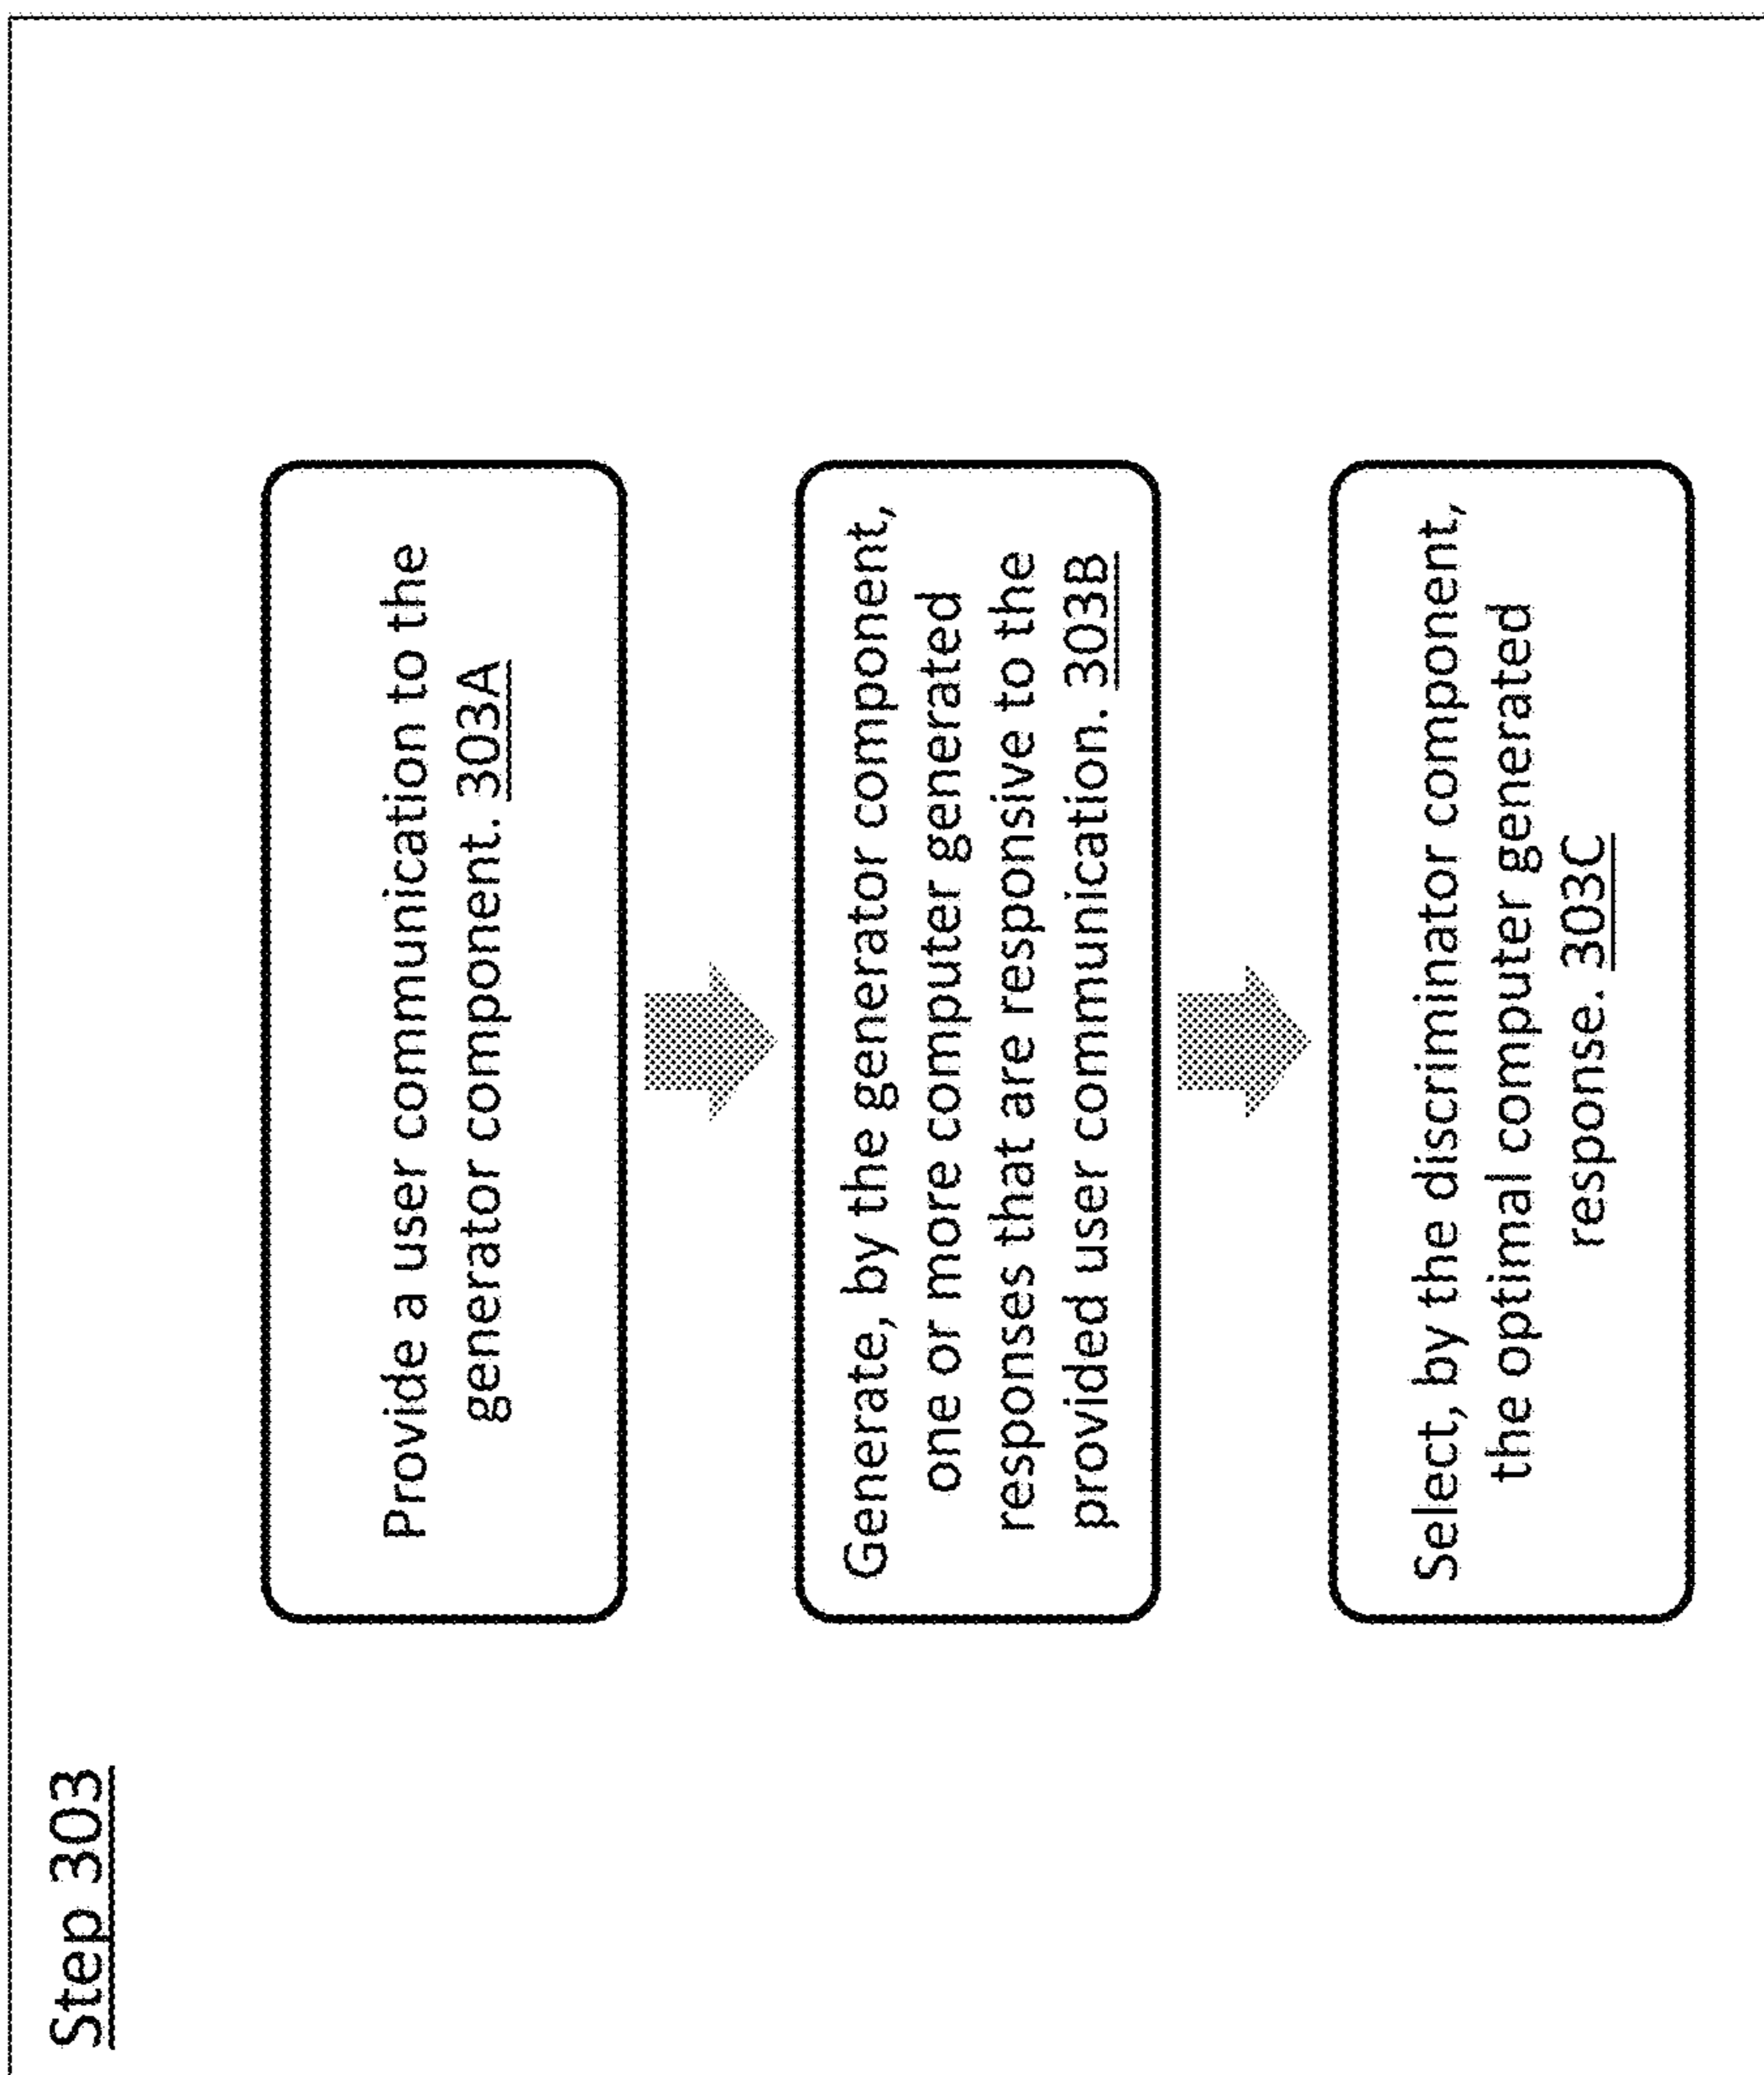 Step 303
Provide a user communication to the
generator component. 303A
Generate, by the generator component,
one or more computer generated
responses that are responsive to the
provided user communication. 303B
Select, by the discriminator component,
the optimal computer generated
response. 303C